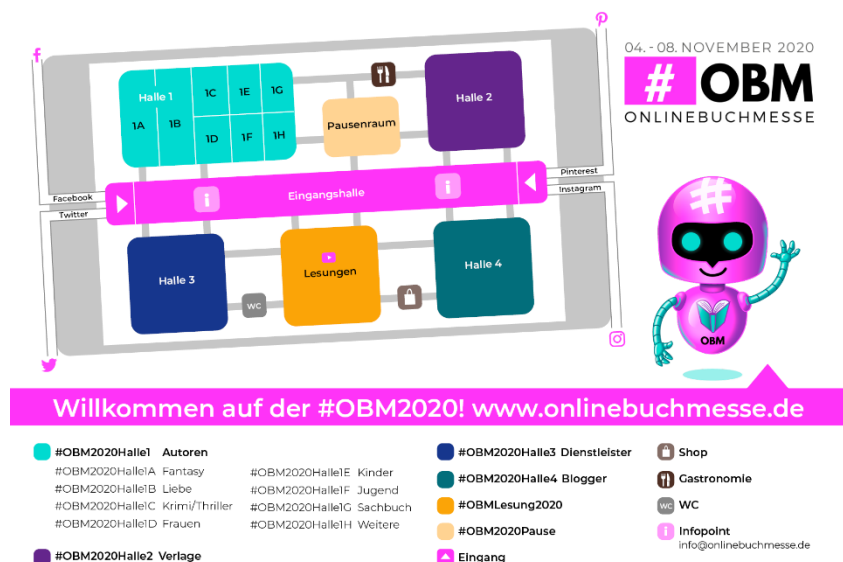 04. - 08. NOVEMBER 2020
# OBM
ONLINEBUCHMESSE
Halle 1
1A
1B
1C
1E
1G
1D
1F
1H
Pausenraum
Halle 2
Facebook
Twitter
i
Eingangshalle
i
Pinterest
Instagram
Halle 3
WC
Lesungen
Halle 4
#
OBM
Willkommen auf der #OBM2020! www.onlinebuchmesse.de
#OBM2020Halle1 Autoren
#OBM2020Halle1A Fantasy
#OBM2020Halle1B Liebe
#OBM2020Halle1C Krimi/Thriller
#OBM2020Halle1D Frauen
#OBM2020Halle1E Kinder
#OBM2020Halle1F Jugend
#OBM2020Halle1G Sachbuch
#OBM2020Halle1H Weitere
#OBM2020Halle2 Verlage
#OBM2020Halle3 Dienstleister
#OBM2020Halle4 Blogger
#OBMLesung2020
#OBM2020Pause
Eingang
Shop
Gastronomie
WC WC
i Infopoint
info@onlinebuchmesse.de